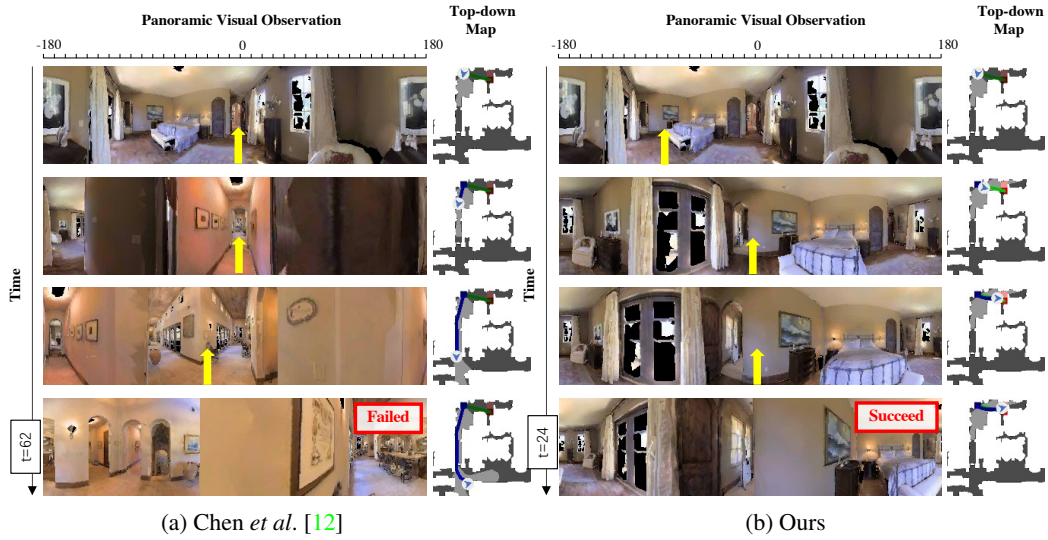 Panoramic Visual Observation
Top-down
Map
-180
0
180
Time
t=62
Failed
(a) Chen et al. [12]
Panoramic Visual Observation
Top-down
Map
-180
0
180
Time
t=24
Succeed
(b) Ours